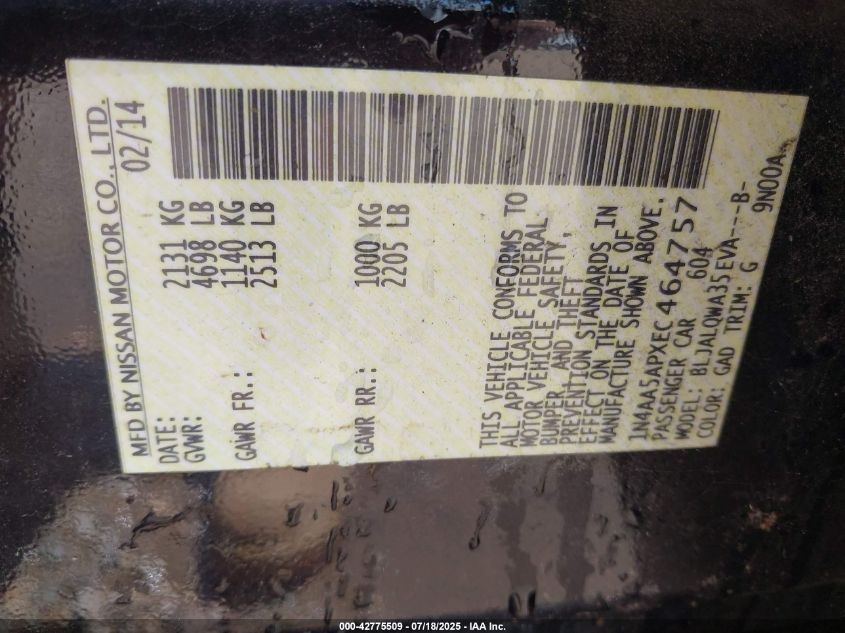 MFD BY NISSAN MOTOR CO., LTD.
DATE: 02/14
GVWR: 2131 KG
4698 LB
GAWR FR.: 1140 KG
2513 LB
GAWR RR.: 1000 KG
2205 LB
THIS VEHICLE CONFORMS TO
ALL APPLICABLE FEDERAL
MOTOR VEHICLE SAFETY,
BUMPER AND THEFT
PREVENTION STANDARDS IN
EFFECT ON THE DATE OF
MANUFACTURE SHOWN ABOVE.
1N4AA5APXEC464757
PASSENGER CAR 604
MODEL: BLJALQWA35EVA---B-
COLOR: GAD TRIM: G 9N00A
000-42775509 - 07/18/2025 - IAA Inc.